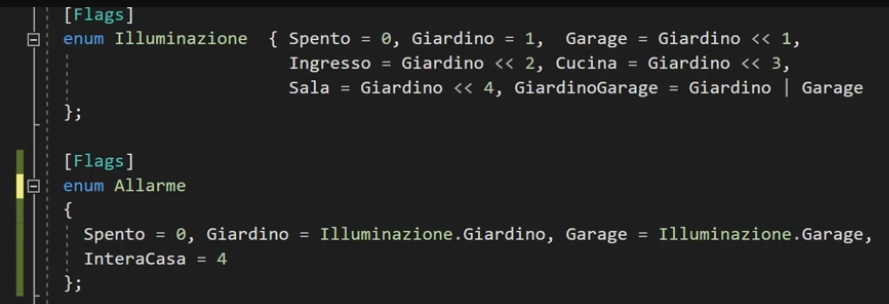 [Flags]
enum Illuminazione { Spento = 0, Giardino = 1, Garage = Giardino << 1,
Ingresso = Giardino << 2, Cucina = Giardino << 3,
Sala = Giardino << 4, GiardinoGarage = Giardino | Garage
};
[Flags]
enum Allarme
{
Spento = 0, Giardino = Illuminazione.Giardino, Garage = Illuminazione.Garage,
InteraCasa = 4
};